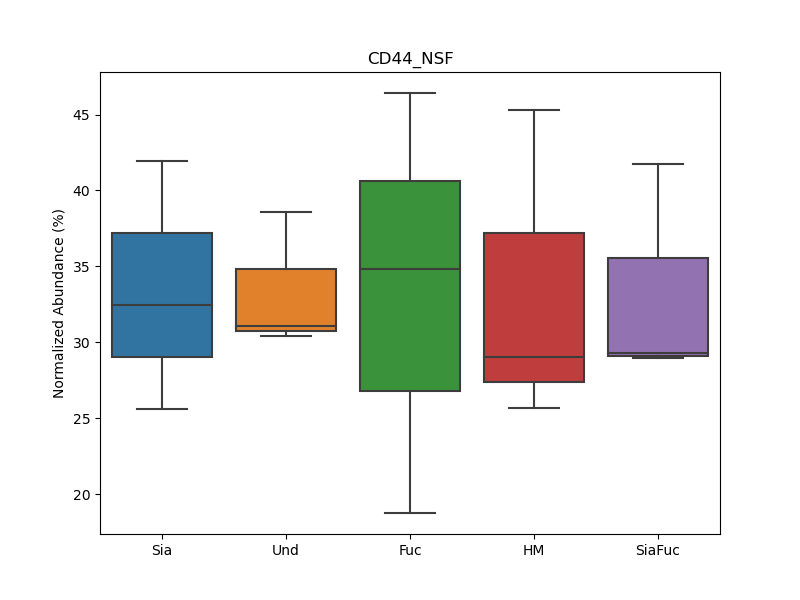 CD44_NSF
Normalized Abundance (%)
45
40
35
30
25
20
Sia
Und
Fuc
HM
SiaFuc